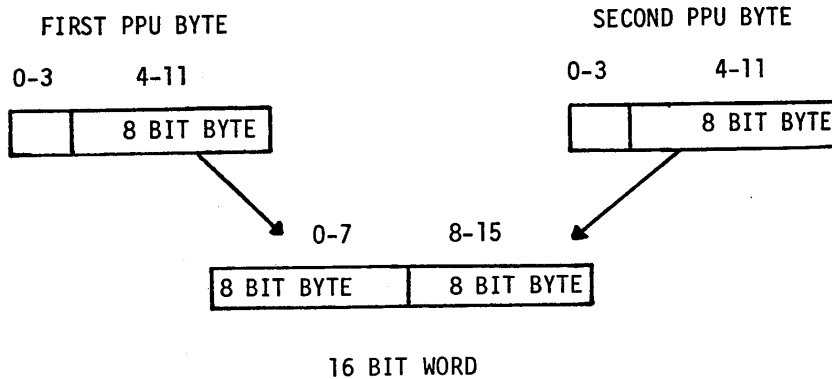 FIRST PPU BYTE
SECOND PPU BYTE
0-3 4-11
0-3 4-11
8 BIT BYTE
8 BIT BYTE
0-7 8-15
8 BIT BYTE 8 BIT BYTE
16 BIT WORD